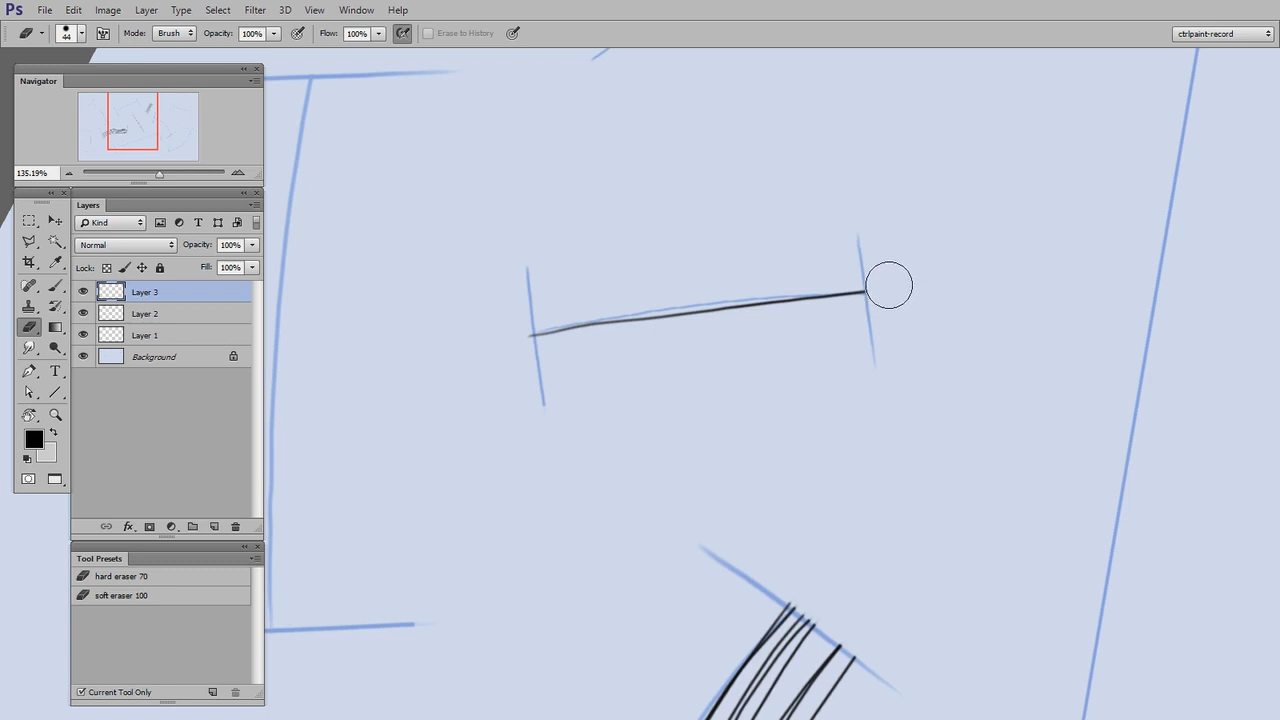 Ps File Edit Image Layer Type Select Filter 3D View Window Help
44 Mode: Brush Opacity: 100% Flow: 100% Erase to History ctrlpaint-record
Navigator
135.19%
Layers
Kind T
Normal Opacity: 100%
Lock: Fill: 100%
Layer 3
Layer 2
Layer 1
Background
T
fx
Tool Presets
hard eraser 70
soft eraser 100
Current Tool Only